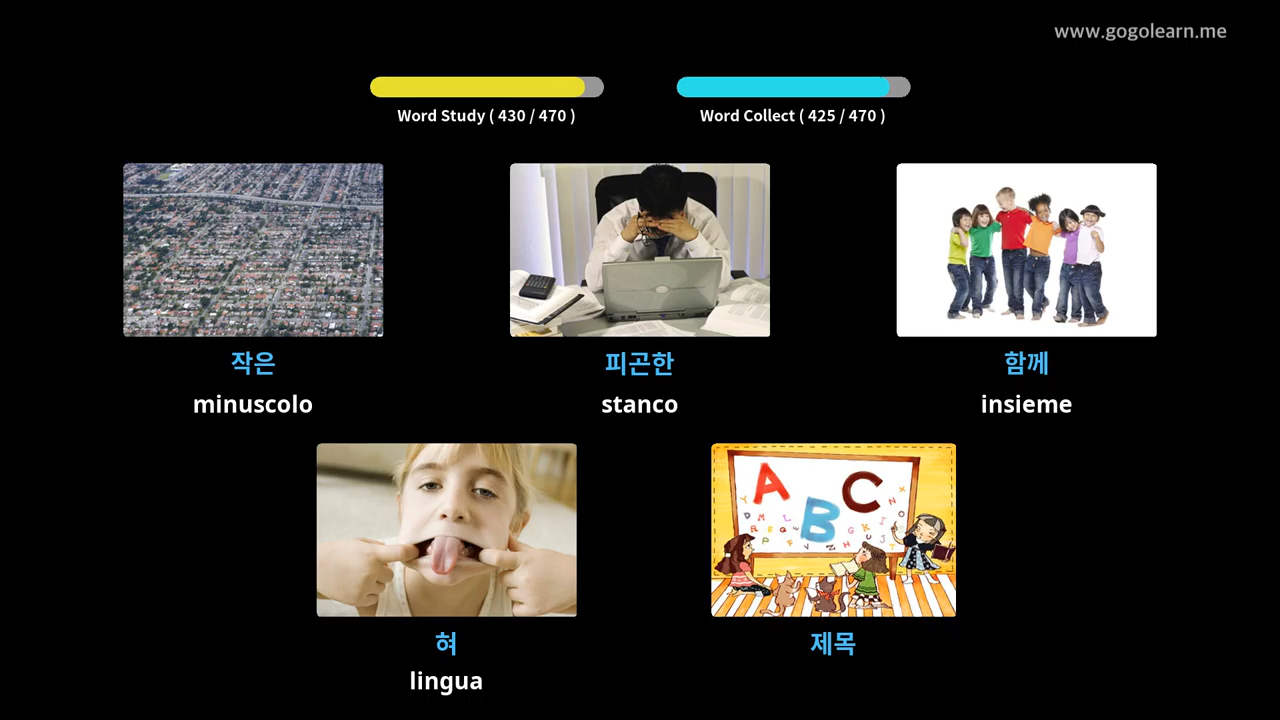 www.gogolearn.me
Word Study ( 430 / 470 )
Word Collect ( 425 / 470 )
작은
minuscolo
피곤한
stanco
함께
insieme
A B C
혀
lingua
제목